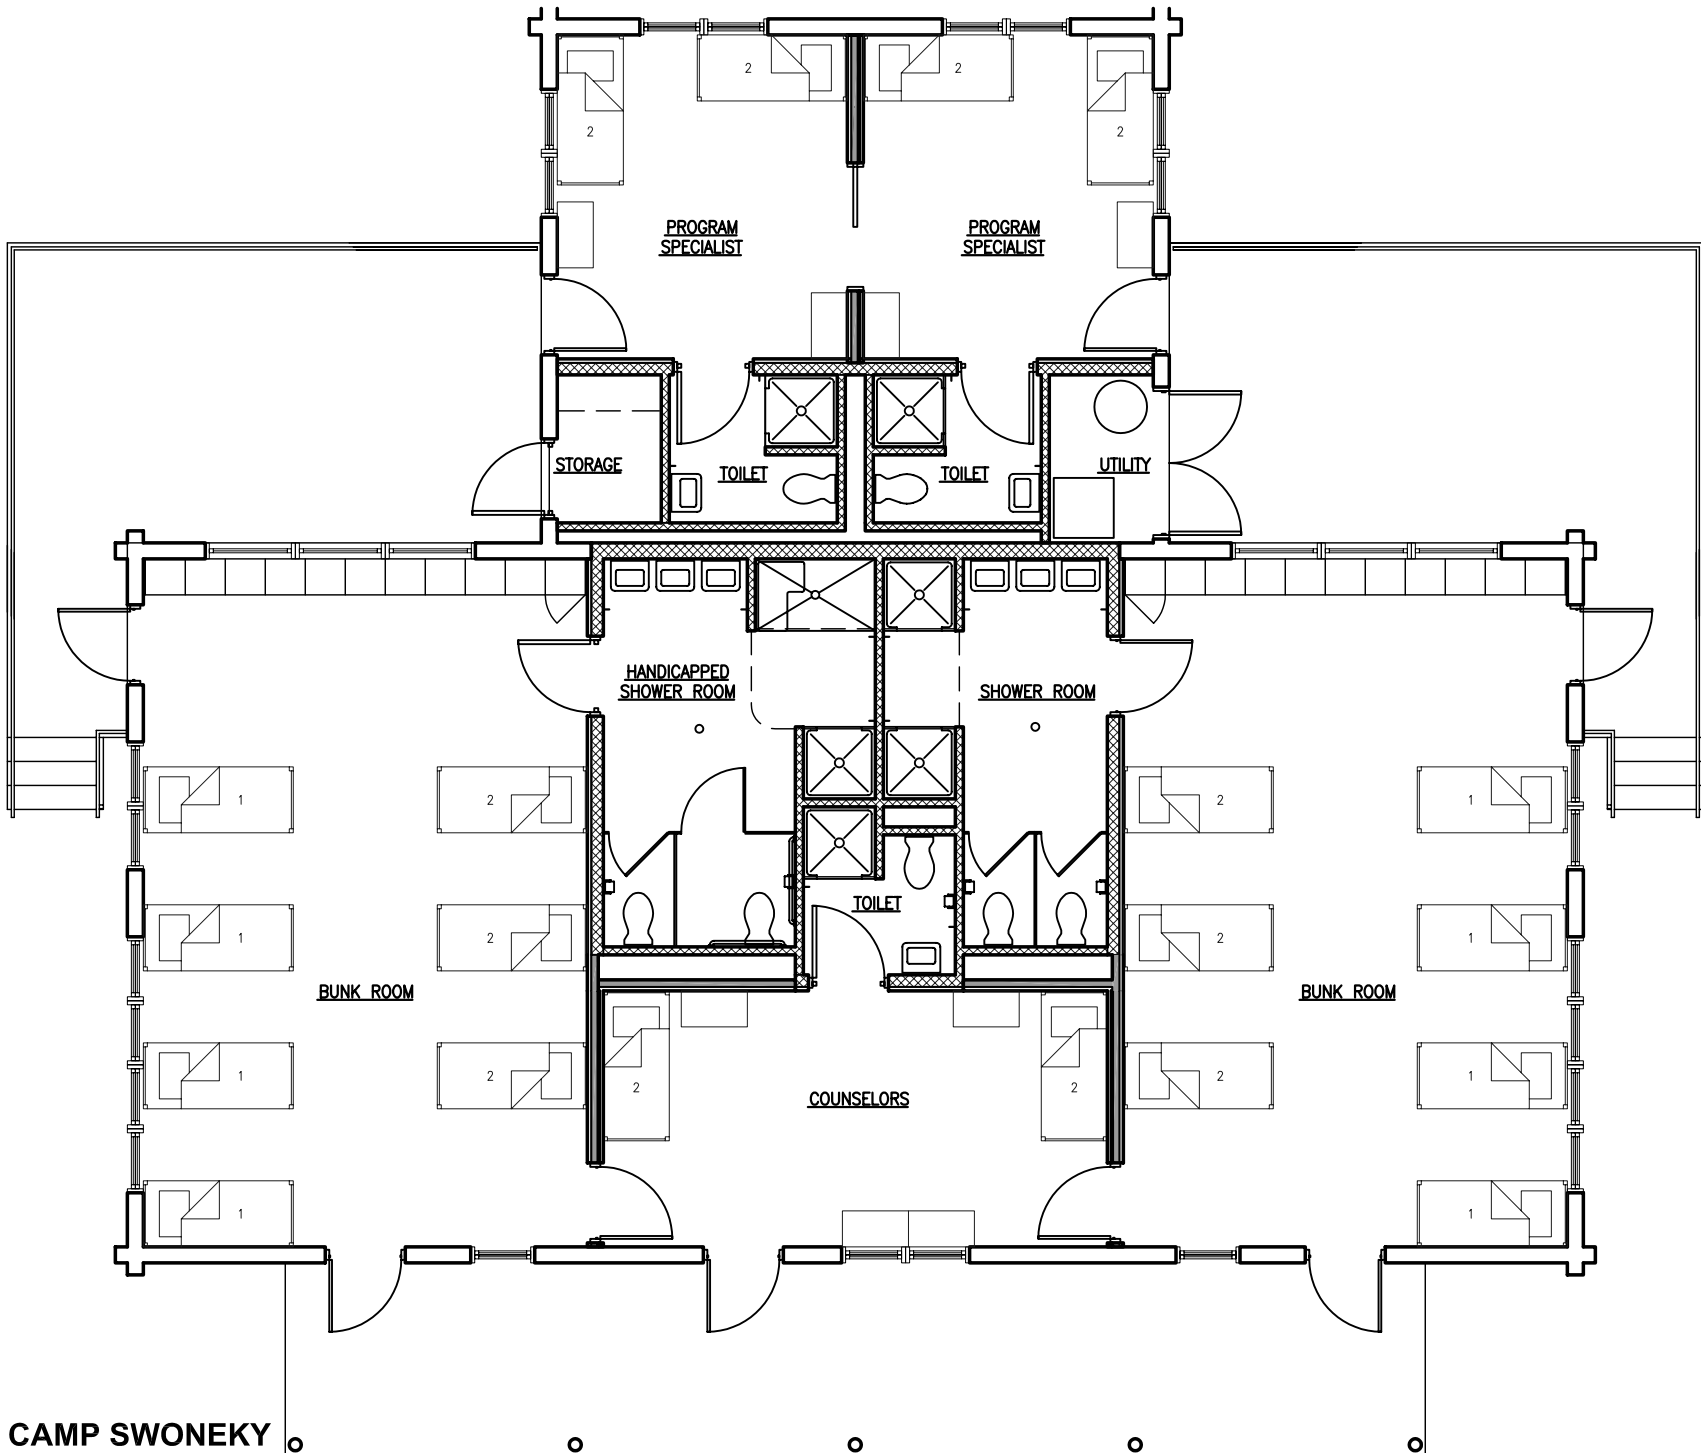 2
2
2
2
PROGRAM
SPECIALIST
PROGRAM
SPECIALIST
STORAGE
TOILET
TOILET
UTILITY
HANDICAPPED
SHOWER ROOM
SHOWER ROOM
1
2
2
1
TOILET
1
2
2
1
BUNK ROOM
BUNK ROOM
1
2
2
2
2
1
COUNSELORS
1
1
CAMP SWONEKY